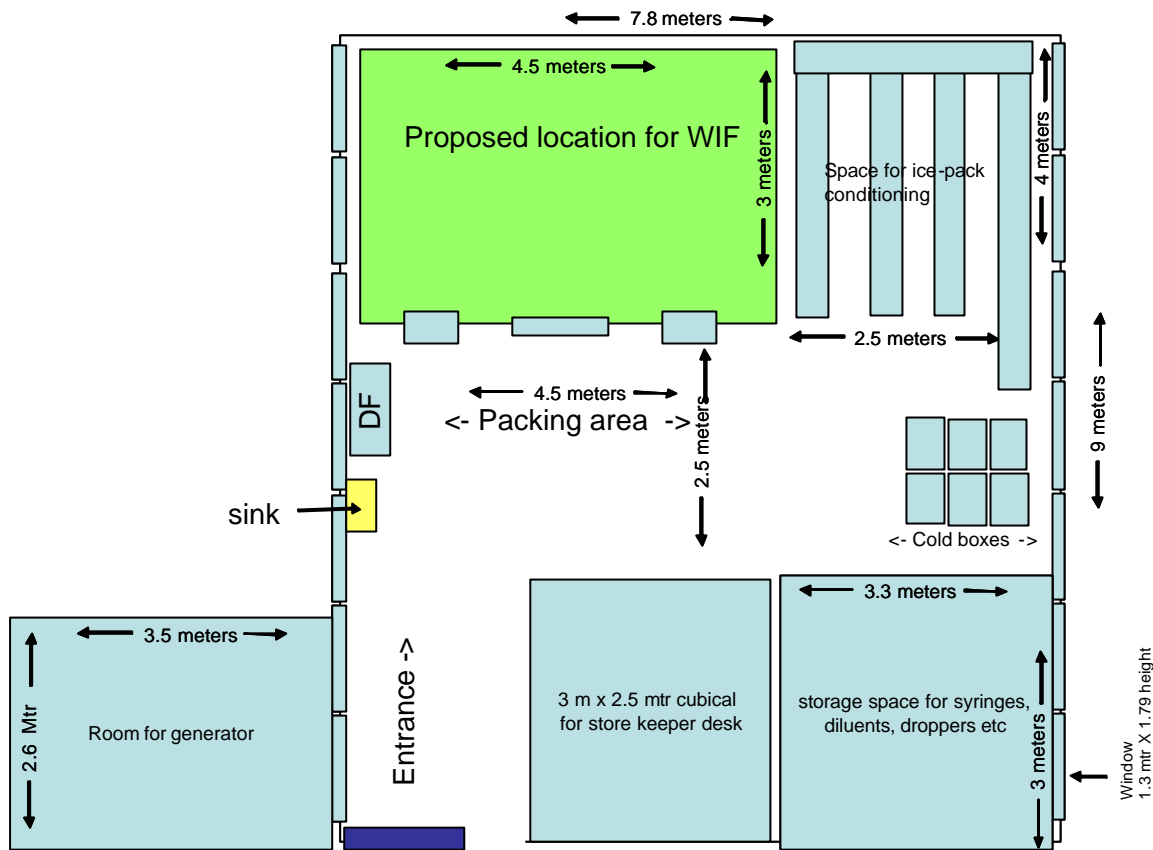 7.8 meters
4.5 meters
Proposed location for WIF
3 meters
Space for ice-pack
conditioning
4 meters
2.5 meters
9 meters
DF
4.5 meters
<- Packing area ->
2.5 meters
sink
<- Cold boxes ->
3.5 meters
2.6 Mtr
Room for generator
Entrance ->
3 m x 2.5 mtr cubical
for store keeper desk
3.3 meters
storage space for syringes,
diluents, droppers etc
3 meters
Window
1.3 mtr X 1.79 height